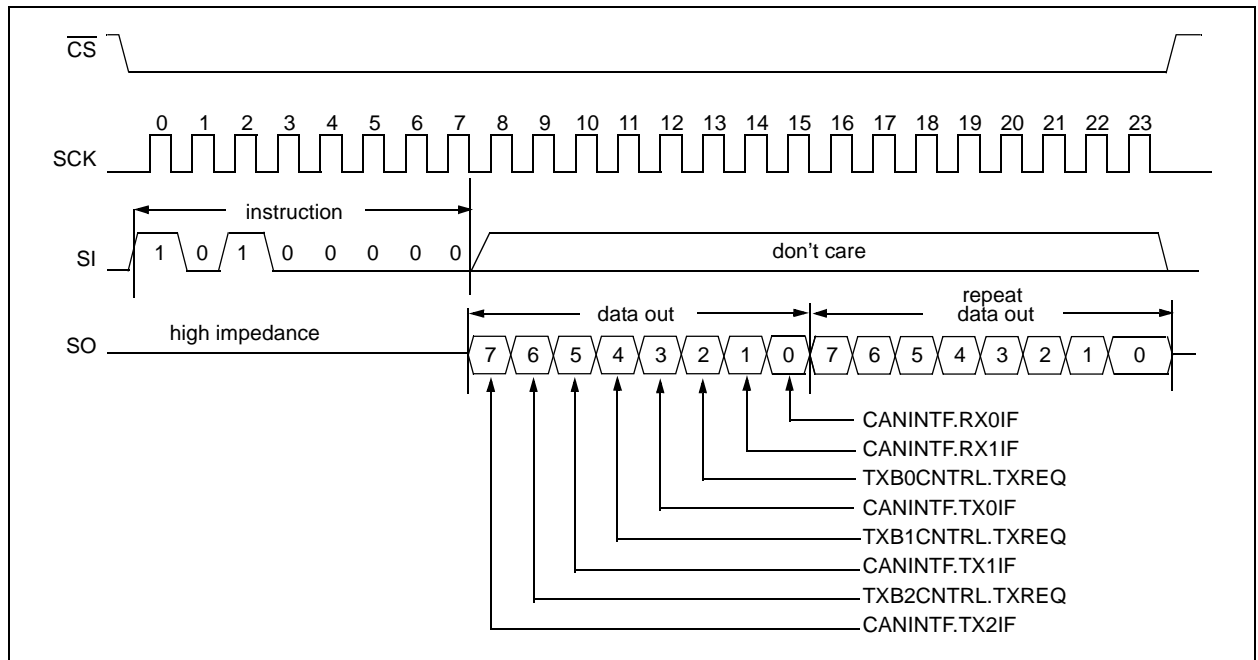 CS
0 1 2 3 4 5 6 7 8 9 10 11 12 13 14 15 16 17 18 19 20 21 22 23
SCK
instruction
SI 1 0 1 0 0 0 0 0 don't care
repeat
data out data out
high impedance
SO 7 6 5 4 3 2 1 0 7 6 5 4 3 2 1 0
CANINTF.RX0IF
CANINTF.RX1IF
TXB0CNTRL.TXREQ
CANINTF.TX0IF
TXB1CNTRL.TXREQ
CANINTF.TX1IF
TXB2CNTRL.TXREQ
CANINTF.TX2IF